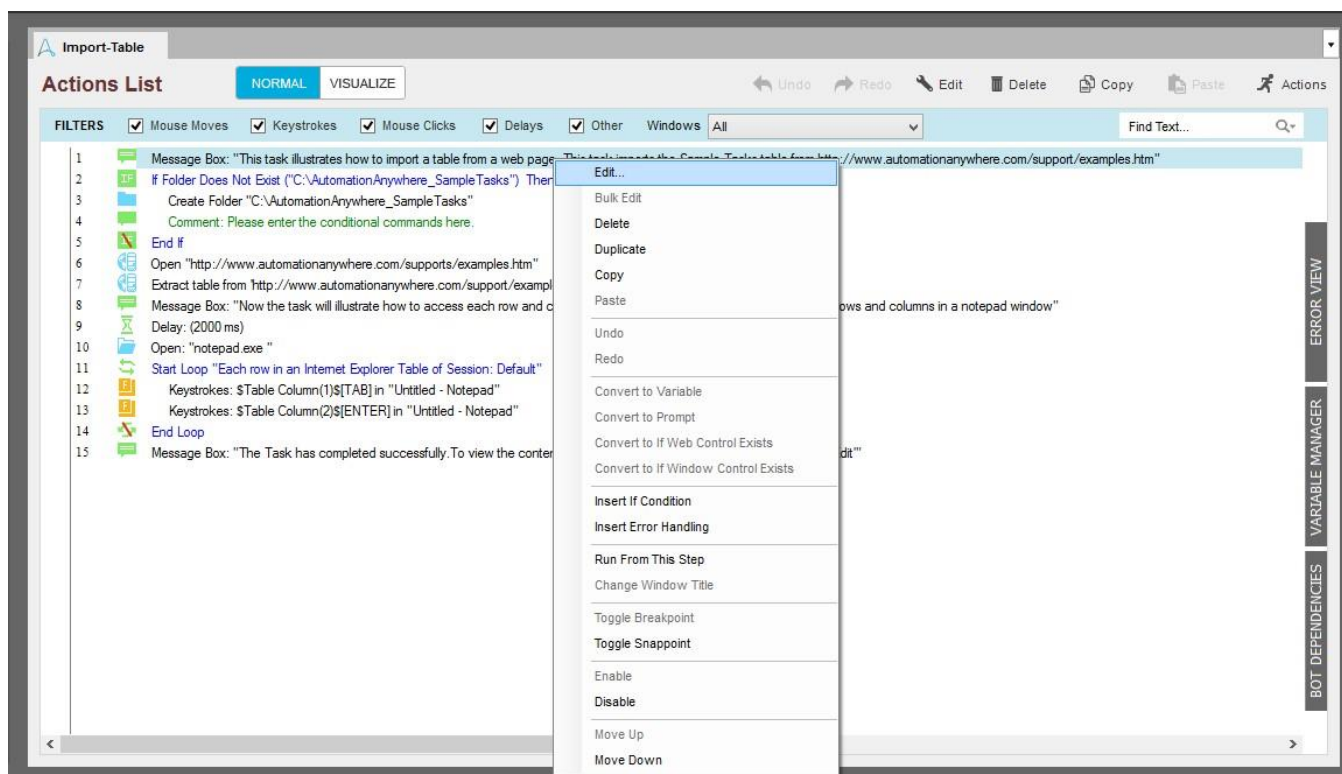 Import-Table
Actions List
NORMAL
VISUALIZE
Undo
Redo
Edit
Delete
Copy
Paste
Actions
FILTERS
Mouse Moves
Keystrokes
Mouse Clicks
Delays
Other
Windows
All
Find Text...
1 Message Box: "This task illustrates how to import a table from a web page. This task imports the Sample Tasks table from http://www.automationanywhere.com/support/examples.htm"
2 IF If Folder Does Not Exist ("C:\AutomationAnywhere_SampleTasks") Then
3 Create Folder "C:\AutomationAnywhere_SampleTasks"
4 Comment: Please enter the conditional commands here.
5 End If
6 Open "http://www.automationanywhere.com/supports/examples.htm"
7 Extract table from "http://www.automationanywhere.com/support/exampl
8 Message Box: "Now the task will illustrate how to access each row and c ows and columns in a notepad window"
9 Delay: (2000 ms)
10 Open: "notepad.exe "
11 Start Loop "Each row in an Internet Explorer Table of Session: Default"
12 Keystrokes: $Table Column(1)$[TAB] in "Untitled - Notepad"
13 Keystrokes: $Table Column(2)$[ENTER] in "Untitled - Notepad"
14 End Loop
15 Message Box: "The Task has completed successfully.To view the conter dit'"
Edit...
Bulk Edit
Delete
Duplicate
Copy
Paste
Undo
Redo
Convert to Variable
Convert to Prompt
Convert to If Web Control Exists
Convert to If Window Control Exists
Insert If Condition
Insert Error Handling
Run From This Step
Change Window Title
Toggle Breakpoint
Toggle Snappoint
Enable
Disable
Move Up
Move Down
ERROR VIEW
VARIABLE MANAGER
BOT DEPENDENCIES